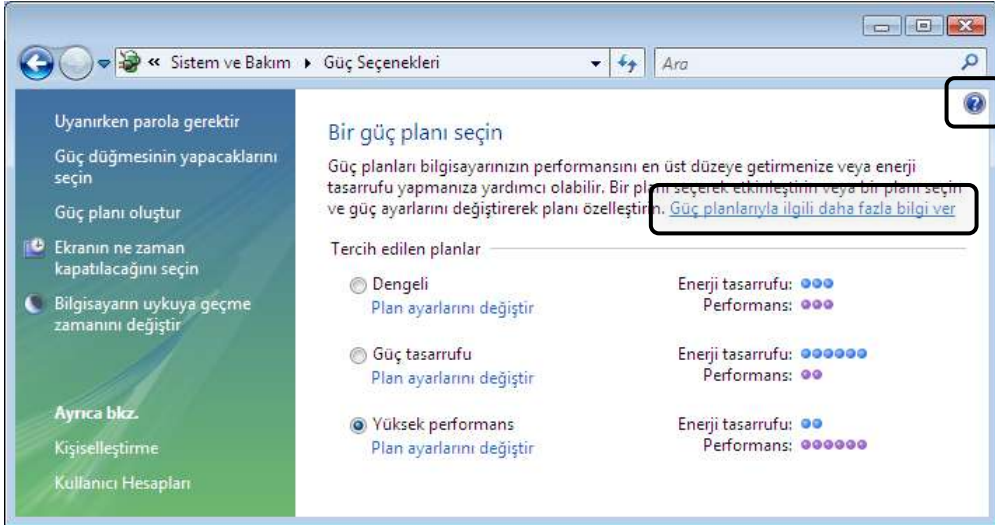 « Sistem ve Bakım ▸ Güç Seçenekleri
Ara
Uyanırken parola gerektir
Güç düğmesinin yapacaklarını
seçin
Güç planı oluştur
Ekranın ne zaman
kapatılacağını seçin
Bilgisayarın uykuya geçme
zamanını değiştir
Ayrıca bkz.
Kişiselleştirme
Kullanıcı Hesapları
Bir güç planı seçin
Güç planları bilgisayarınızın performansını en üst düzeye getirmenize veya enerji
tasarrufu yapmanıza yardımcı olabilir. Bir planı seçerek etkinleştirin veya bir planı seçin
ve güç ayarlarını değiştirerek planı özelleştirin. Güç planlarıyla ilgili daha fazla bilgi ver
Tercih edilen planlar
Dengeli Enerji tasarrufu:
Plan ayarlarını değiştir Performans:
Güç tasarrufu Enerji tasarrufu:
Plan ayarlarını değiştir Performans:
Yüksek performans Enerji tasarrufu:
Plan ayarlarını değiştir Performans: